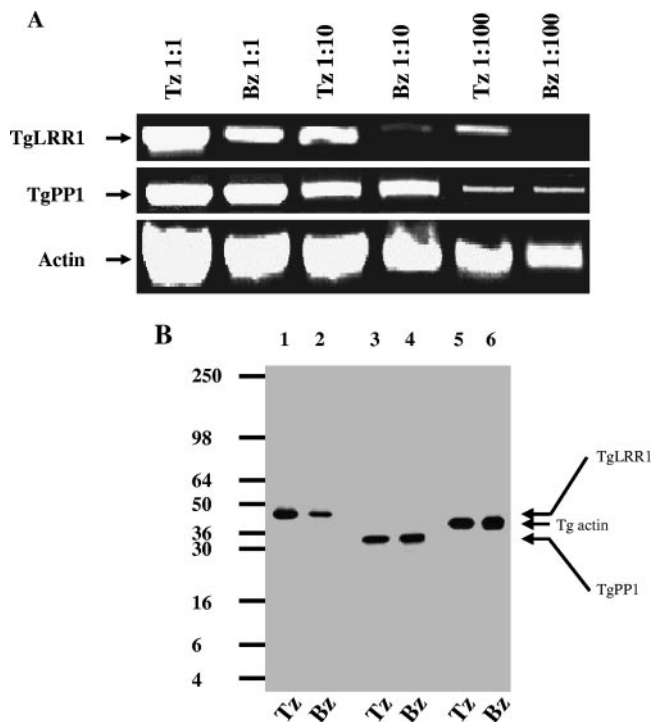 A
Tz 1:1
Bz 1:1
Tz 1:10
Bz 1:10
Tz 1:100
Bz 1:100
TgLRR1
TgPP1
Actin
B
1 2 3 4 5 6
250
98
64
50
36
30
16
6
4
TgLRR1
Tg actin
TgPP1
Tz Bz Tz Bz Tz Bz